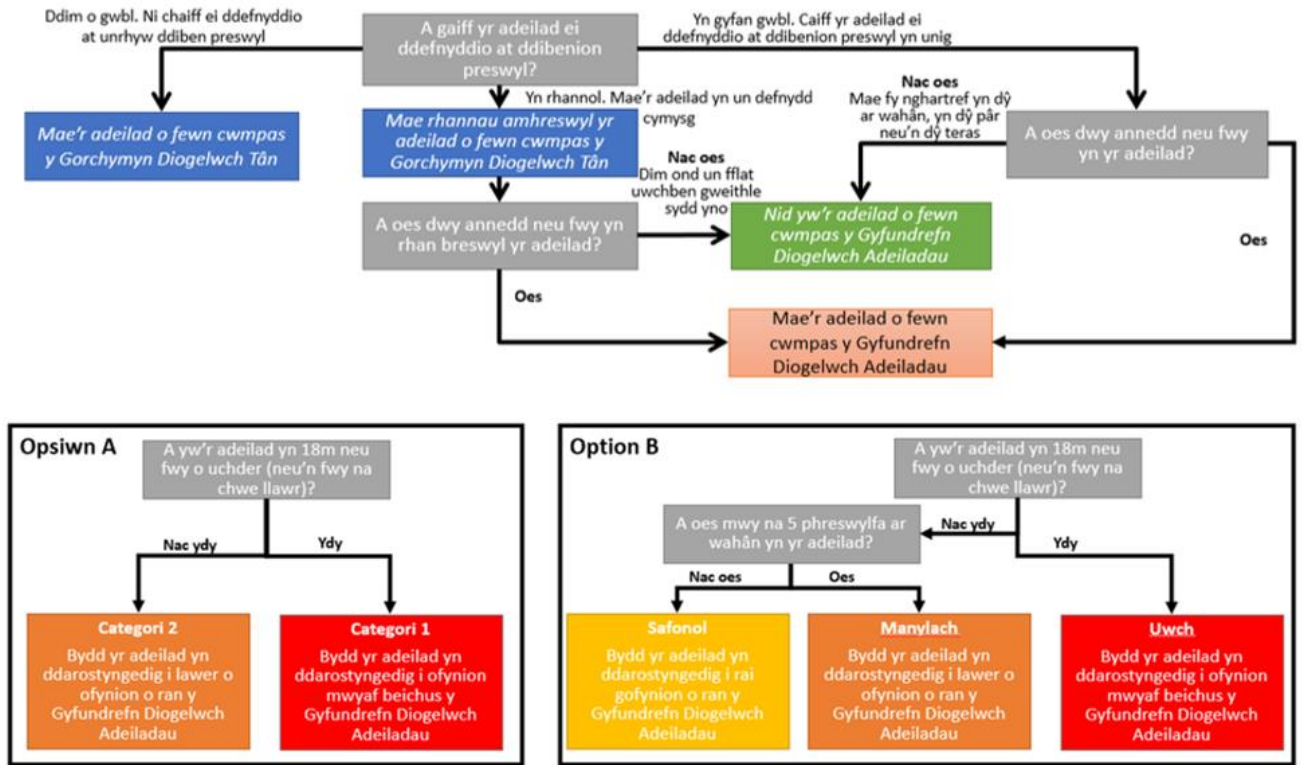 Ddim o gwbl. Ni chaiff ei ddefnyddio
at unrhyw ddiben preswyl
A gaiff yr adeilad ei
ddefnyddio at ddibenion
preswyl?
Yn gyfan gwbl. Caiff yr adeilad ei
ddefnyddio at ddibenion preswyl yn unig
Mae'r adeilad o fewn cwmpas
y Gorchymyn Diogelwch Tân
Yn rhannol. Mae'r adeilad yn un defnydd
cymysg
Mae rhannau amhreswyl yr
adeilad o fewn cwmpas y
Gorchymyn Diogelwch Tân
Nac oes
Mae fy nghartref yn dŷ
ar wahân, yn dŷ pâr
neu'n dŷ teras
A oes dwy annedd neu fwy
yn yr adeilad?
Nac oes
Dim ond un fflat
uwchben gweithle
sydd yno
A oes dwy annedd neu fwy yn
rhan breswyl yr adeilad?
Nid yw'r adeilad o fewn
cwmpas y Gyfundrefn
Diogelwch Adeiladau
Oes
Oes
Mae'r adeilad o fewn
cwmpas y Gyfundrefn
Diogelwch Adeiladau
Opsiwn A
A yw'r adeilad yn 18m neu
fwy o uchder (neu'n fwy na
chwe llawr)?
Nac ydy
Ydy
Categori 2
Bydd yr adeilad yn
ddarostyngedig i lawer o
ofynion o ran y
Gyfundrefn Diogelwch
Adeiladau
Categori 1
Bydd yr adeilad yn
ddarostyngedig i ofynion
mwyaf beichus y
Gyfundrefn Diogelwch
Adeiladau
Option B
A yw'r adeilad yn 18m neu
fwy o uchder (neu'n fwy na
chwe llawr)?
A oes mwy na 5 phreswylfa ar
wahân yn yr adeilad?
Nac ydy
Ydy
Nac oes
Oes
Safonol
Bydd yr adeilad yn
ddarostyngedig i rai
gofynion o ran y
Gyfundrefn Diogelwch
Adeiladau
Manylach
Bydd yr adeilad yn
ddarostyngedig i lawer o
ofynion o ran y
Gyfundrefn Diogelwch
Adeiladau
Uwch
Bydd yr adeilad yn
ddarostyngedig i ofynion
mwyaf beichus y
Gyfundrefn Diogelwch
Adeiladau